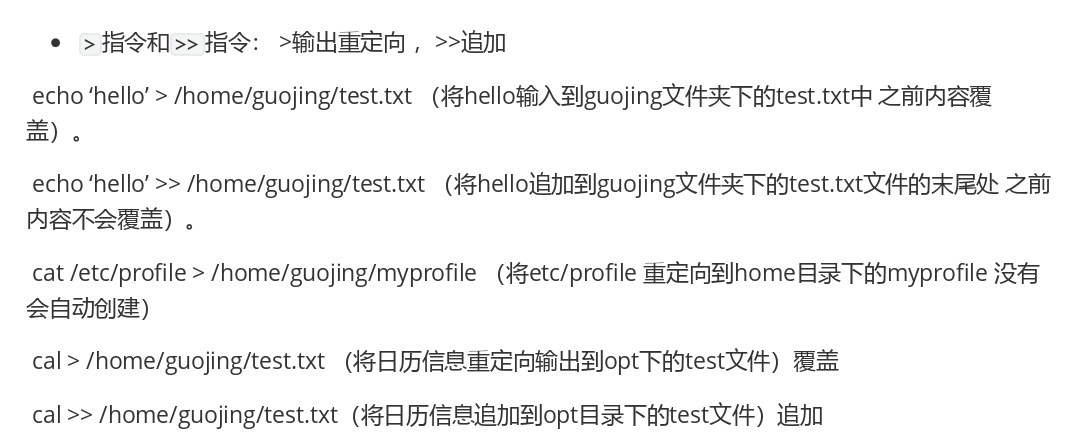 • >指令和>>指令： >输出重定向 ，>>追加
echo ‘hello’ > /home/guojing/test.txt （将hello输入到guojing文件夹下的test.txt中 之前内容覆
盖）。
echo ‘hello’ >> /home/guojing/test.txt （将hello追加到guojing文件夹下的test.txt文件的末尾处 之前
内容不会覆盖）。
cat /etc/profile > /home/guojing/myprofile （将etc/profile 重定向到home目录下的myprofile 没有
会自动创建）
cal > /home/guojing/test.txt （将日历信息重定向输出到opt下的test文件）覆盖
cal >> /home/guojing/test.txt（将日历信息追加到opt目录下的test文件）追加